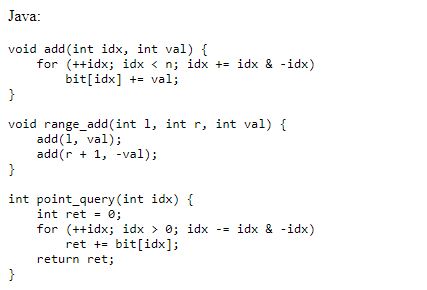 Java:
void add(int idx, int val) {
    for (++idx; idx < n; idx += idx & -idx)
        bit[idx] += val;
}
void range_add(int l, int r, int val) {
    add(l, val);
    add(r + 1, -val);
}
int point_query(int idx) {
    int ret = 0;
    for (++idx; idx > 0; idx -= idx & -idx)
        ret += bit[idx];
    return ret;
}